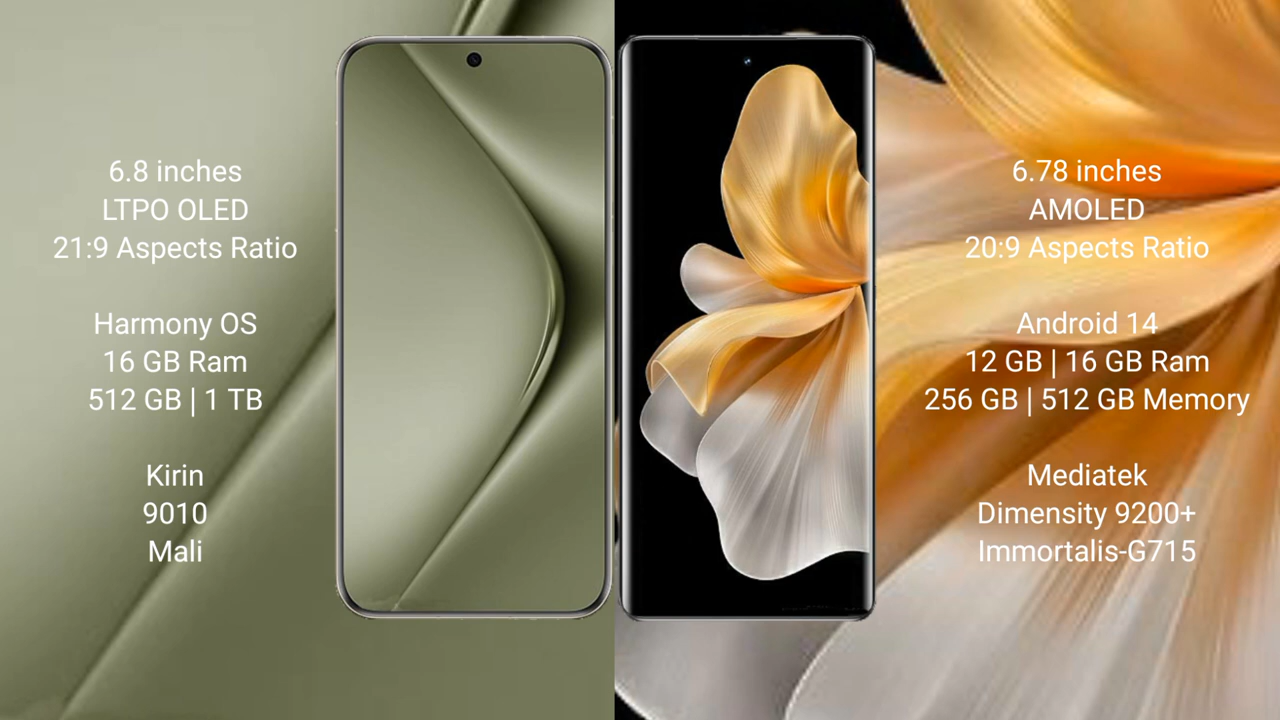 6.8 inches
LTPO OLED
21:9 Aspects Ratio
Harmony OS
16 GB Ram
512 GB | 1 TB
Kirin
9010
Mali
6.78 inches
AMOLED
20:9 Aspects Ratio
Android 14
12 GB | 16 GB Ram
256 GB | 512 GB Memory
Mediatek
Dimensity 9200+
Immortalis-G715